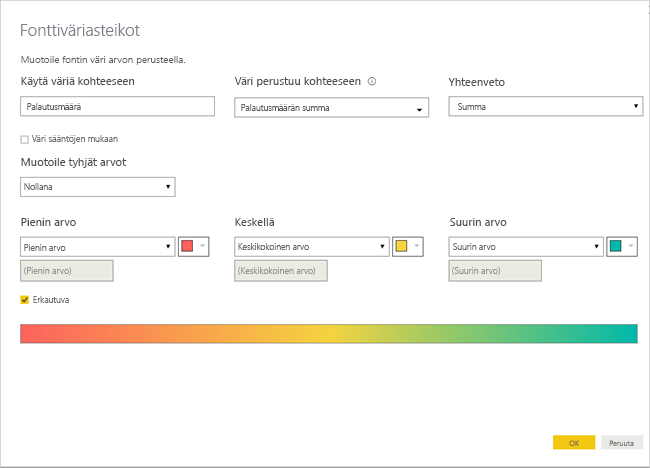 Fonttiväriasteikot
Muotoile fontin väri arvon perusteella.
Käytä väriä kohteeseen
Väri perustuu kohteeseen
Yhteenveto
Palautusmäärä
Palautusmäärän summa
Summa
Väri sääntöjen mukaan
Muotoile tyhjät arvot
Nollana
Pienin arvo
Keskellä
Suurin arvo
Pienin arvo
Keskikokoinen arvo
Suurin arvo
(Pienin arvo)
(Keskikokoinen arvo)
(Suurin arvo)
Erkautuva
OK
Peruuta